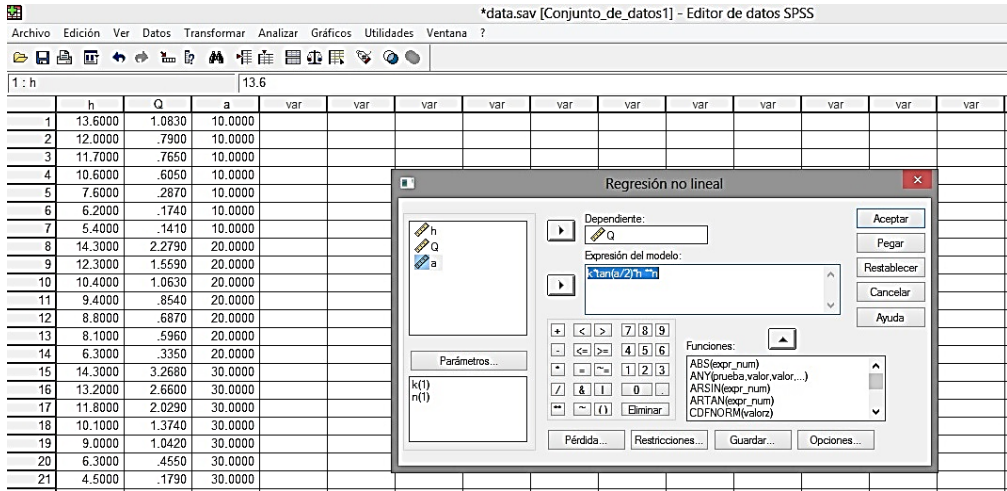 *data.sav [Conjunto_de_datos1] - Editor de datos SPSS
Archivo Edición Ver Datos Transformar Analizar Gráficos Utilidades Ventana ?
1 : h 13.6
h Q a var var var var var var var var var var var
1 13.6000 1.0830 10.0000
2 12.0000 .7900 10.0000
3 11.7000 .7650 10.0000
4 10.6000 .6050 10.0000
5 7.6000 .2870 10.0000
6 6.2000 .1740 10.0000
7 5.4000 .1410 10.0000
8 14.3000 2.2790 20.0000
9 12.3000 1.5590 20.0000
10 10.4000 1.0630 20.0000
11 9.4000 .8540 20.0000
12 8.8000 .6870 20.0000
13 8.1000 .5960 20.0000
14 6.3000 .3350 20.0000
15 14.3000 3.2680 30.0000
16 13.2000 2.6600 30.0000
17 11.8000 2.0290 30.0000
18 10.1000 1.3740 30.0000
19 9.0000 1.0420 30.0000
20 6.3000 .4550 30.0000
21 4.5000 .1790 30.0000
Regresión no lineal
h
Q
a
Parámetros...
k(1)
n(1)
Dependiente:
Q
Expresión del modelo:
k*tan(a/2)*h **n
+ < > 7 8 9
- <= >= 4 5 6
* = ~= 1 2 3
/ & | 0 .
** ~ () Eliminar
Funciones:
ABS(expr_num)
ANY(prueba,valor,valor,...)
ARSIN(expr_num)
ARTAN(expr_num)
CDFNORM(valorz)
Pérdida... Restricciones... Guardar... Opciones...
Aceptar
Pegar
Restablecer
Cancelar
Ayuda